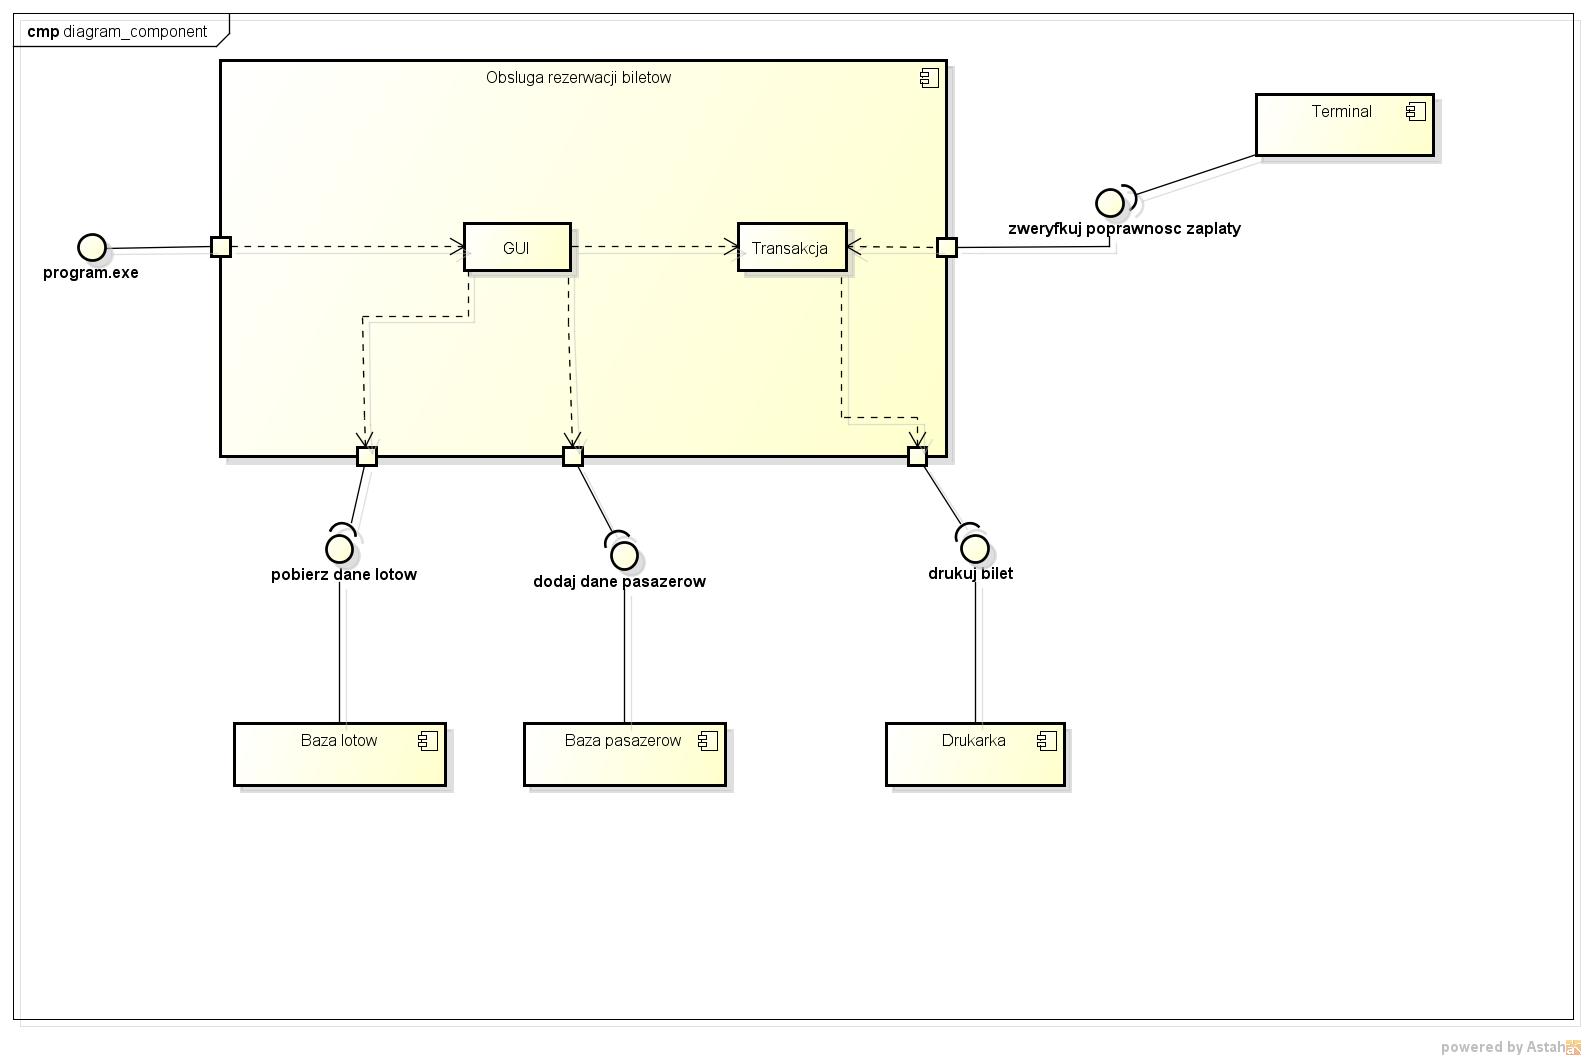 cmp diagram_component
Obsluga rezerwacji biletow
Terminal
zweryfkuj poprawnosc zaplaty
GUI
Transakcja
program.exe
pobierz dane lotow
dodaj dane pasazerow
drukuj bilet
Baza lotow
Baza pasazerow
Drukarka
powered by Astah